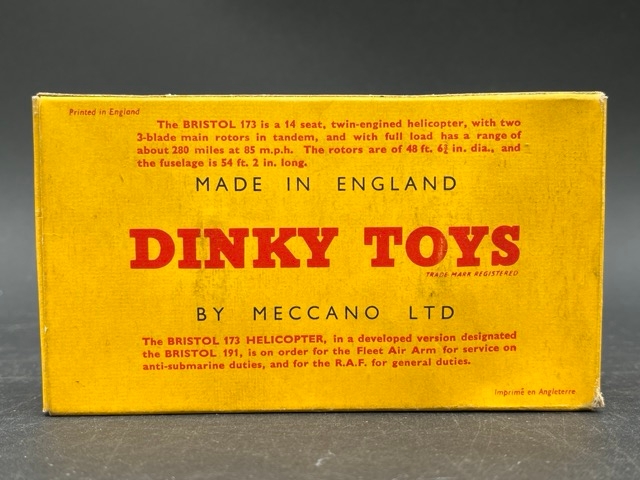 Printed in England
The BRISTOL 173 is a 14 seat, twin-engined helicopter, with two
3-blade main rotors in tandem, and with full load has a range of
about 280 miles at 85 m.p.h. The rotors are of 48 ft. 6¾ in. dia., and
the fuselage is 54 ft. 2 in. long.
MADE IN ENGLAND
DINKY TOYS
TRADE MARK REGISTERED
BY MECCANO LTD
The BRISTOL 173 HELICOPTER, in a developed version designated
the BRISTOL 191, is on order for the Fleet Air Arm for service on
anti-submarine duties, and for the R.A.F. for general duties.
Imprimé en Angleterre